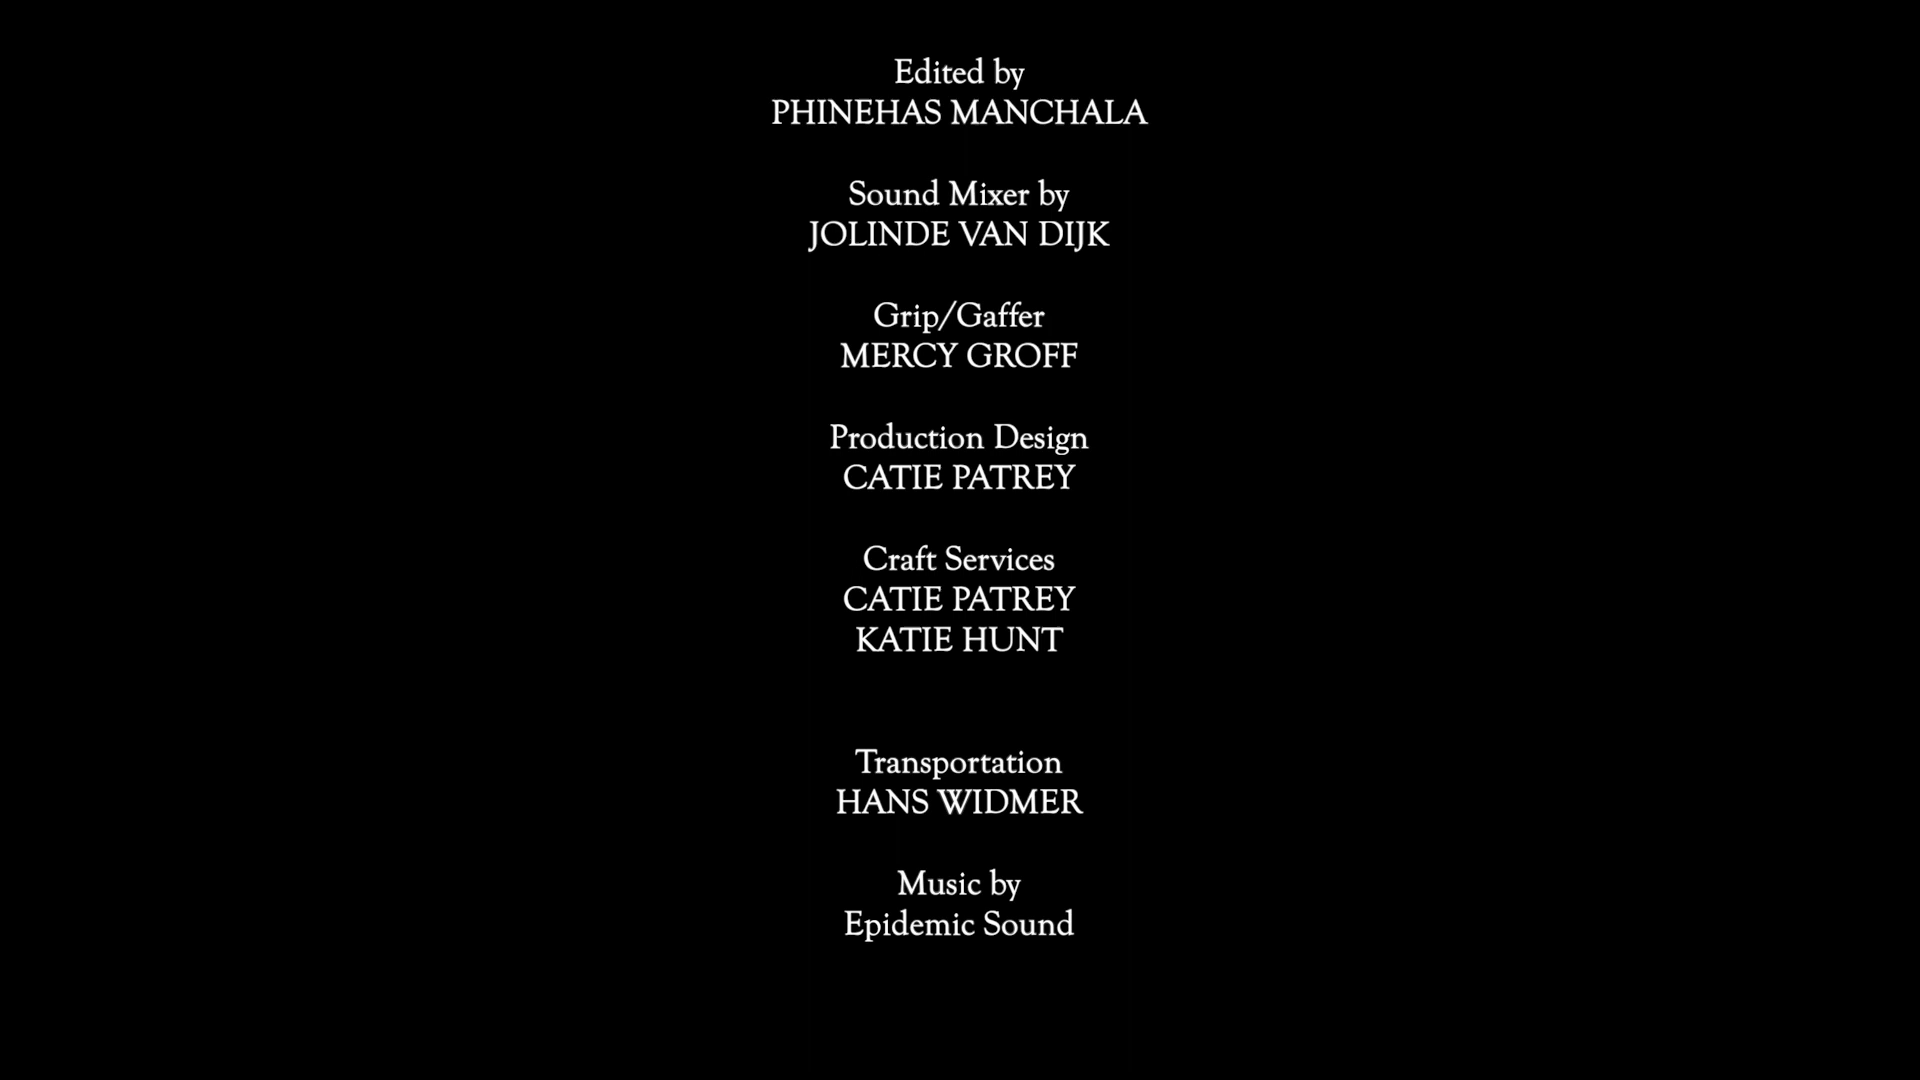 Edited by
PHINEHAS MANCHALA
Sound Mixer by
JOLINDE VAN DIJK
Grip/Gaffer
MERCY GROFF
Production Design
CATIE PATREY
Craft Services
CATIE PATREY
KATIE HUNT
Transportation
HANS WIDMER
Music by
Epidemic Sound